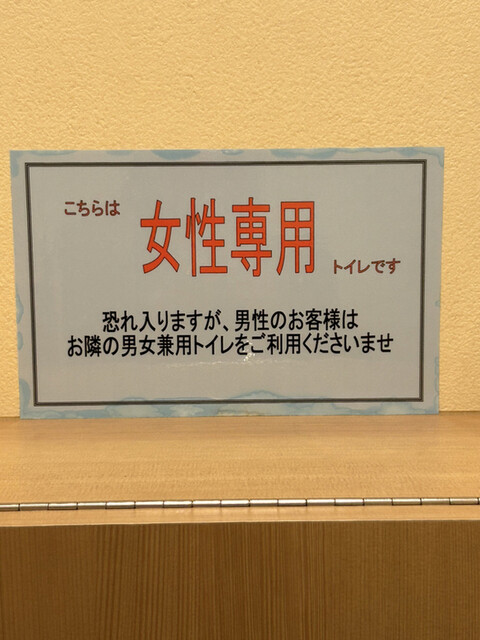 こちらは 女性専用 トイレです
恐れ入りますが、男性のお客様は
お隣の男女兼用トイレをご利用くださいませ